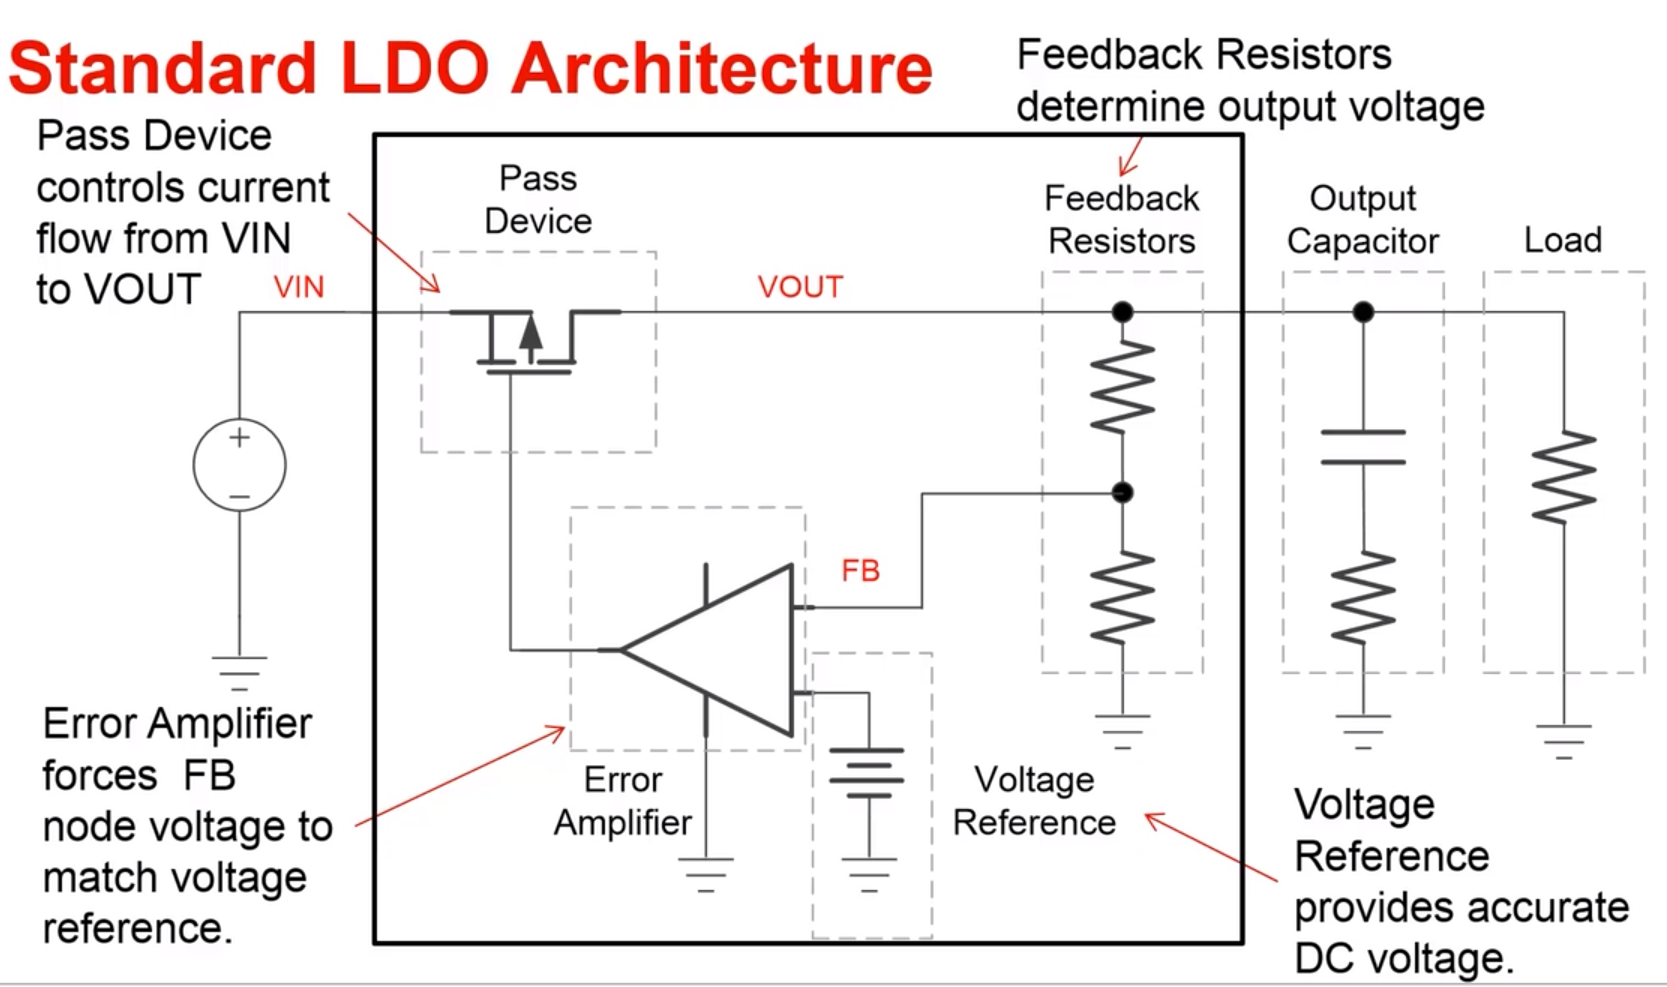 Standard LDO Architecture
Feedback Resistors
determine output voltage
Pass Device
controls current
flow from VIN
to VOUT
Pass
Device
Feedback
Resistors
Output
Capacitor
Load
VIN
VOUT
+
−
FB
Error Amplifier
forces FB
node voltage to
match voltage
reference.
Error
Amplifier
Voltage
Reference
Voltage
Reference
provides accurate
DC voltage.